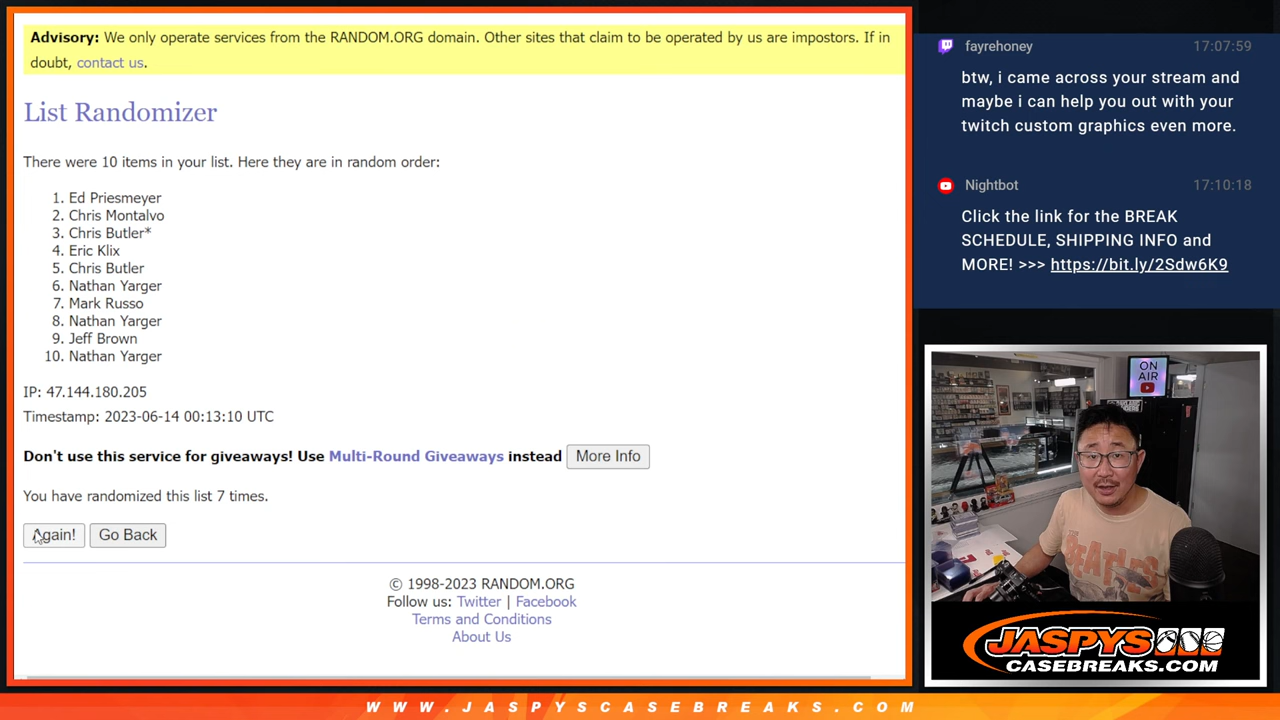 Advisory: We only operate services from the RANDOM.ORG domain. Other sites that claim to be operated by us are impostors. If in
doubt, contact us.
List Randomizer
There were 10 items in your list. Here they are in random order:
1. Ed Priesmeyer
2. Chris Montalvo
3. Chris Butler*
4. Eric Klix
5. Chris Butler
6. Nathan Yarger
7. Mark Russo
8. Nathan Yarger
9. Jeff Brown
10. Nathan Yarger
IP: 47.144.180.205
Timestamp: 2023-06-14 00:13:10 UTC
Don't use this service for giveaways! Use Multi-Round Giveaways instead More Info
You have randomized this list 7 times.
Again! Go Back
© 1998-2023 RANDOM.ORG
Follow us: Twitter | Facebook
Terms and Conditions
About Us
fayrehoney 17:07:59
btw, i came across your stream and
maybe i can help you out with your
twitch custom graphics even more.
Nightbot 17:10:18
Click the link for the BREAK
SCHEDULE, SHIPPING INFO and
MORE! >>> https://bit.ly/2Sdw6K9
ON
AIR
THE
BEATLES
JASPYS
CASEBREAKS.COM
WWW.JASPYSCASEBREAKS.COM